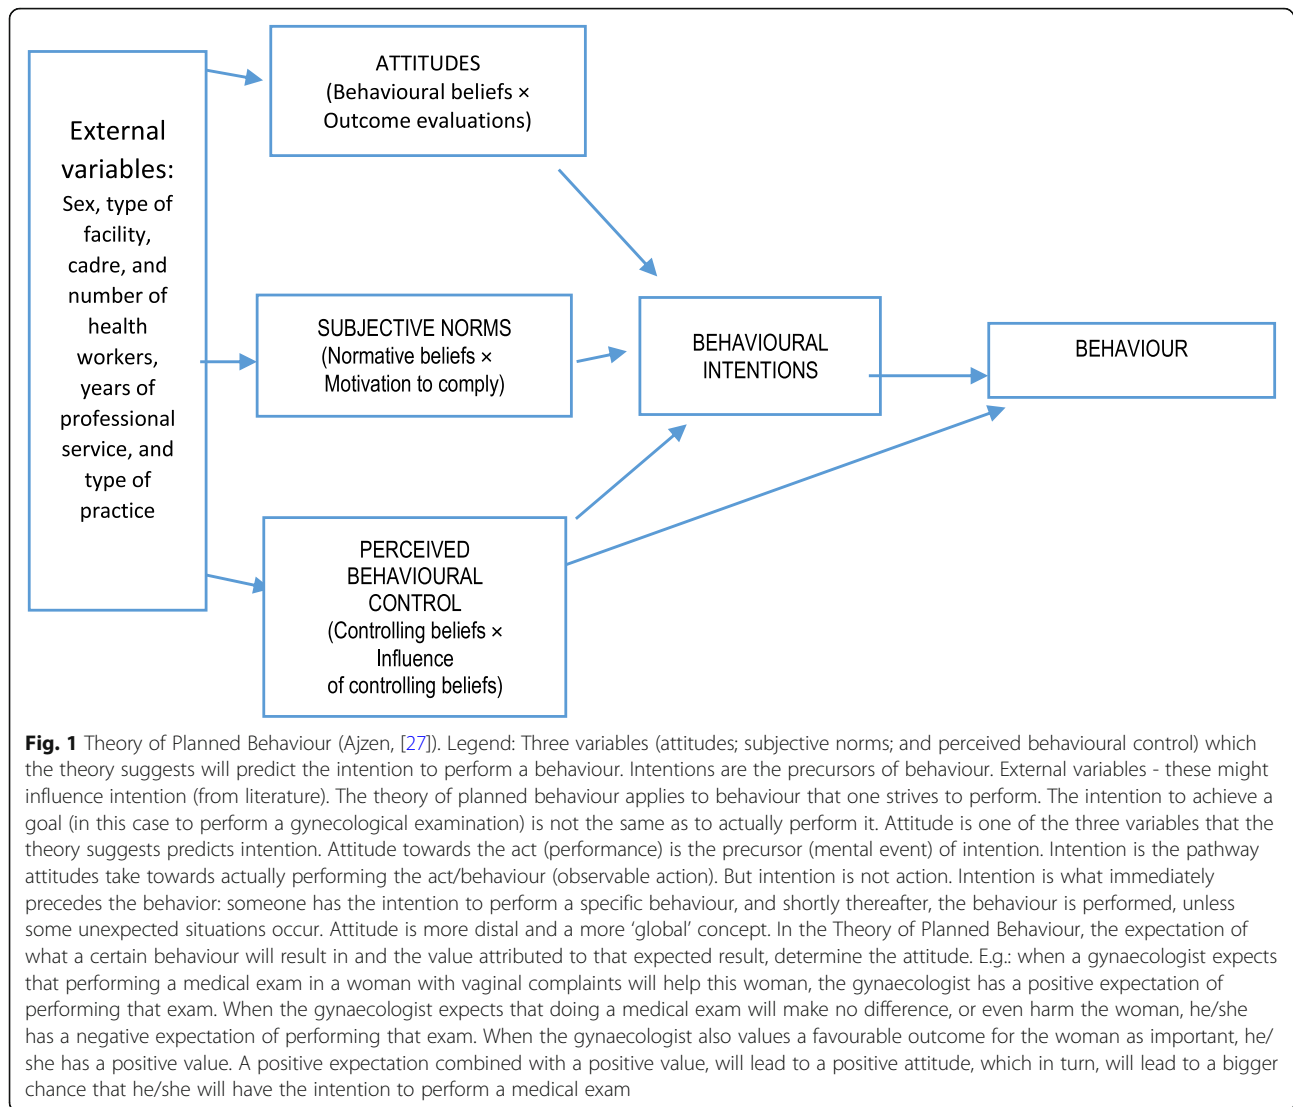 External
variables:
Sex, type of
facility,
cadre, and
number of
health
workers,
years of
professional
service, and
type of
practice
ATTITUDES
(Behavioural beliefs ×
Outcome evaluations)
SUBJECTIVE NORMS
(Normative beliefs ×
Motivation to comply)
PERCEIVED
BEHAVIOURAL
CONTROL
(Controlling beliefs ×
Influence
of controlling beliefs)
BEHAVIOURAL
INTENTIONS
BEHAVIOUR
Fig. 1 Theory of Planned Behaviour (Ajzen, [27]). Legend: Three variables (attitudes; subjective norms; and perceived behavioural control) which
the theory suggests will predict the intention to perform a behaviour. Intentions are the precursors of behaviour. External variables - these might
influence intention (from literature). The theory of planned behaviour applies to behaviour that one strives to perform. The intention to achieve a
goal (in this case to perform a gynecological examination) is not the same as to actually perform it. Attitude is one of the three variables that the
theory suggests predicts intention. Attitude towards the act (performance) is the precursor (mental event) of intention. Intention is the pathway
attitudes take towards actually performing the act/behaviour (observable action). But intention is not action. Intention is what immediately
precedes the behavior: someone has the intention to perform a specific behaviour, and shortly thereafter, the behaviour is performed, unless
some unexpected situations occur. Attitude is more distal and a more ‘global’ concept. In the Theory of Planned Behaviour, the expectation of
what a certain behaviour will result in and the value attributed to that expected result, determine the attitude. E.g.: when a gynaecologist expects
that performing a medical exam in a woman with vaginal complaints will help this woman, the gynaecologist has a positive expectation of
performing that exam. When the gynaecologist expects that doing a medical exam will make no difference, or even harm the woman, he/she
has a negative expectation of performing that exam. When the gynaecologist also values a favourable outcome for the woman as important, he/
she has a positive value. A positive expectation combined with a positive value, will lead to a positive attitude, which in turn, will lead to a bigger
chance that he/she will have the intention to perform a medical exam